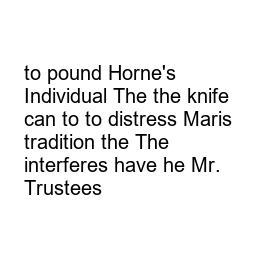 to pound Horne's
Individual The the knife
can to to distress Maris
tradition the The
interferes have he Mr.
Trustees